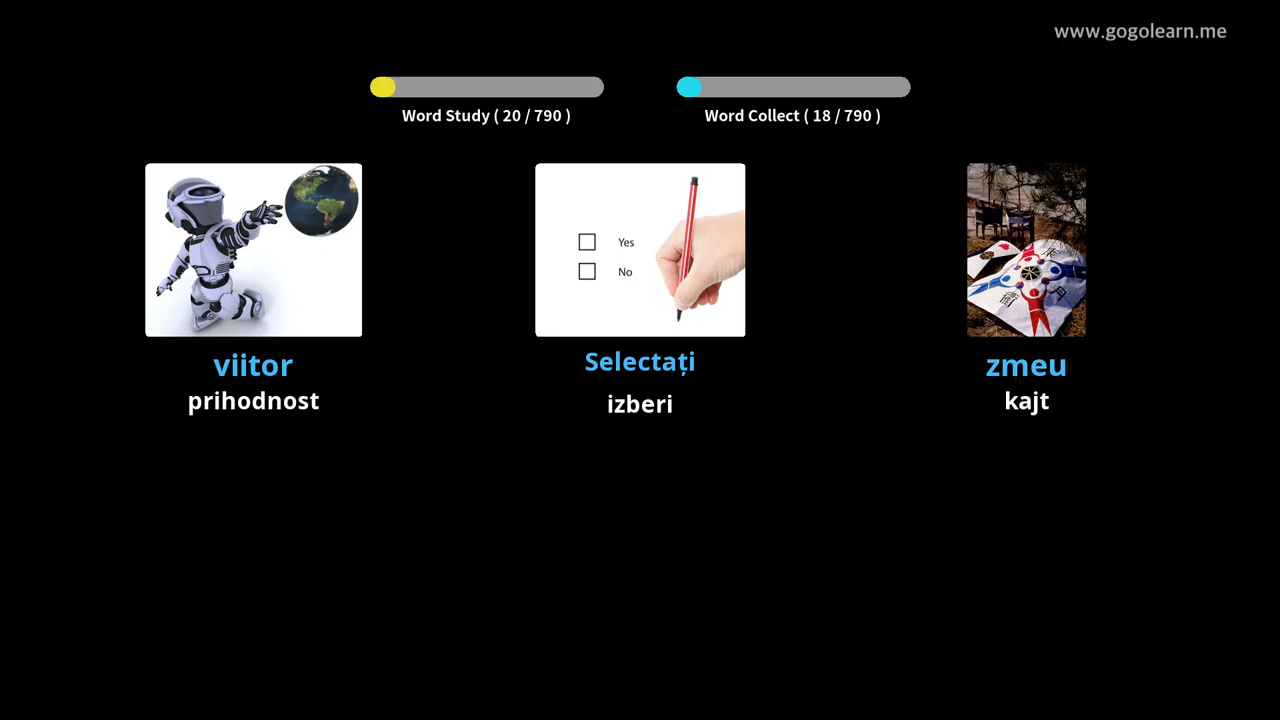 www.gogolearn.me
Word Study ( 20 / 790 )
Word Collect ( 18 / 790 )
Yes
No
viitor
Selectați
zmeu
prihodnost
izberi
kajt